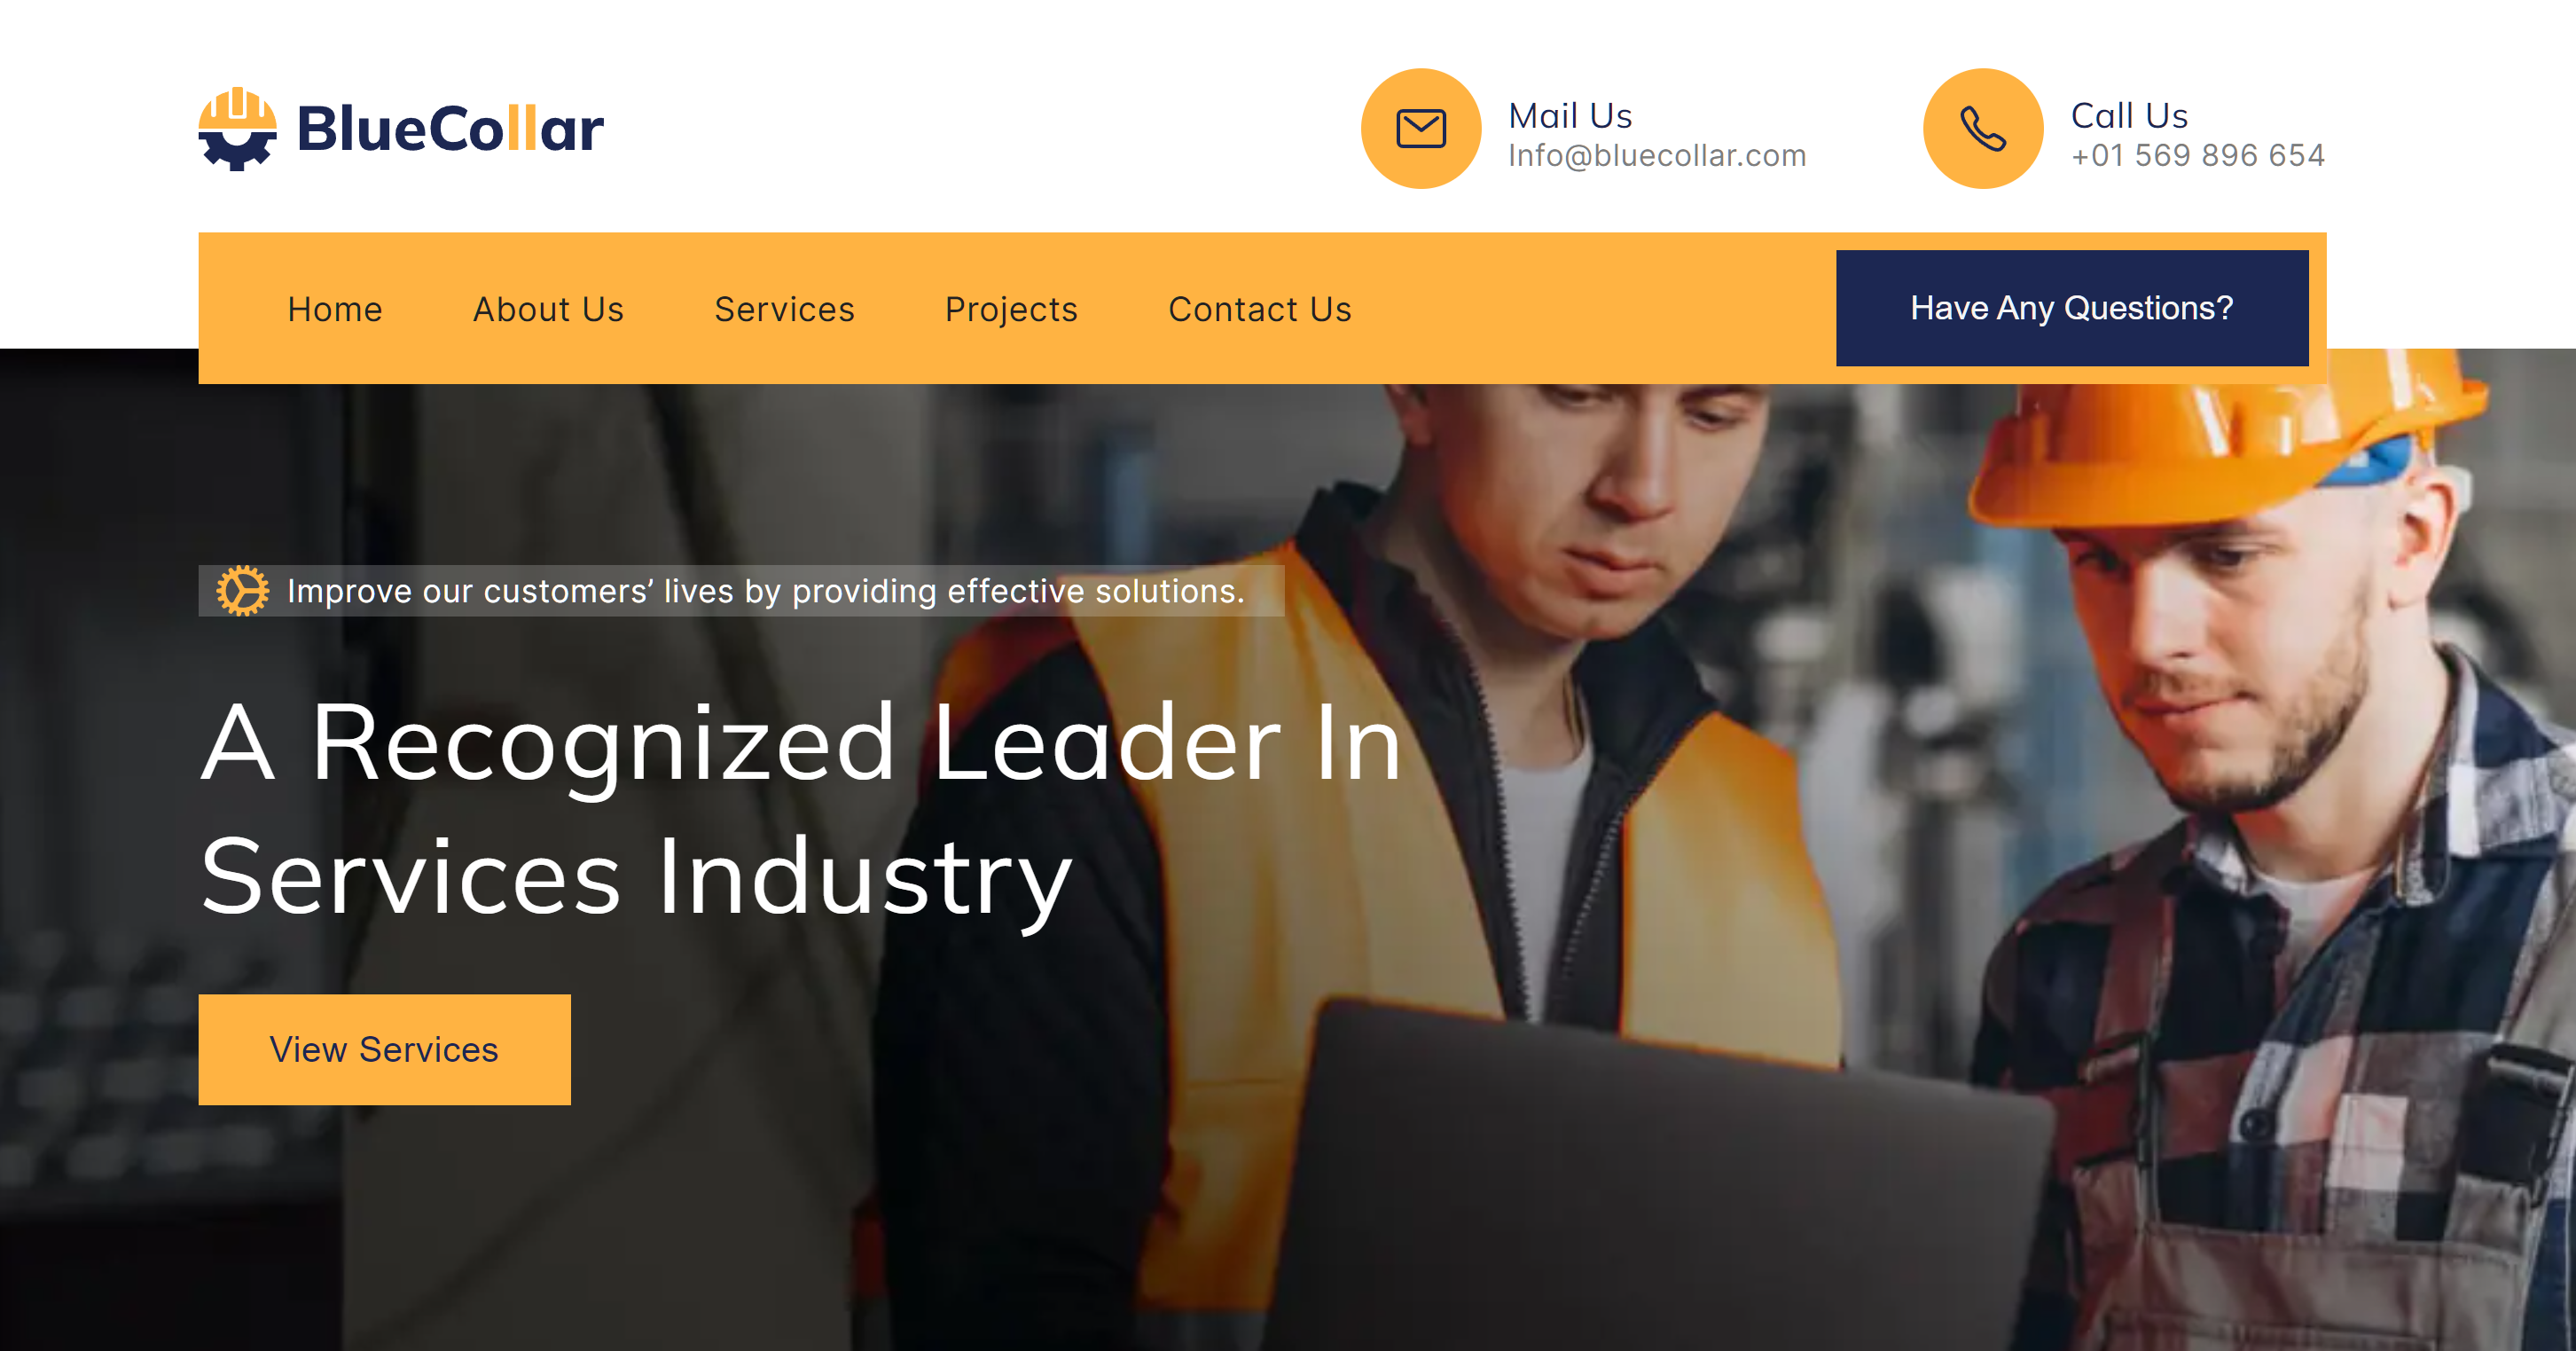 BlueCollar
Mail Us
Info@bluecollar.com
Call Us
+01 569 896 654
Home
About Us
Services
Projects
Contact Us
Have Any Questions?
Improve our customers’ lives by providing effective solutions.
A Recognized Leader In
Services Industry
View Services